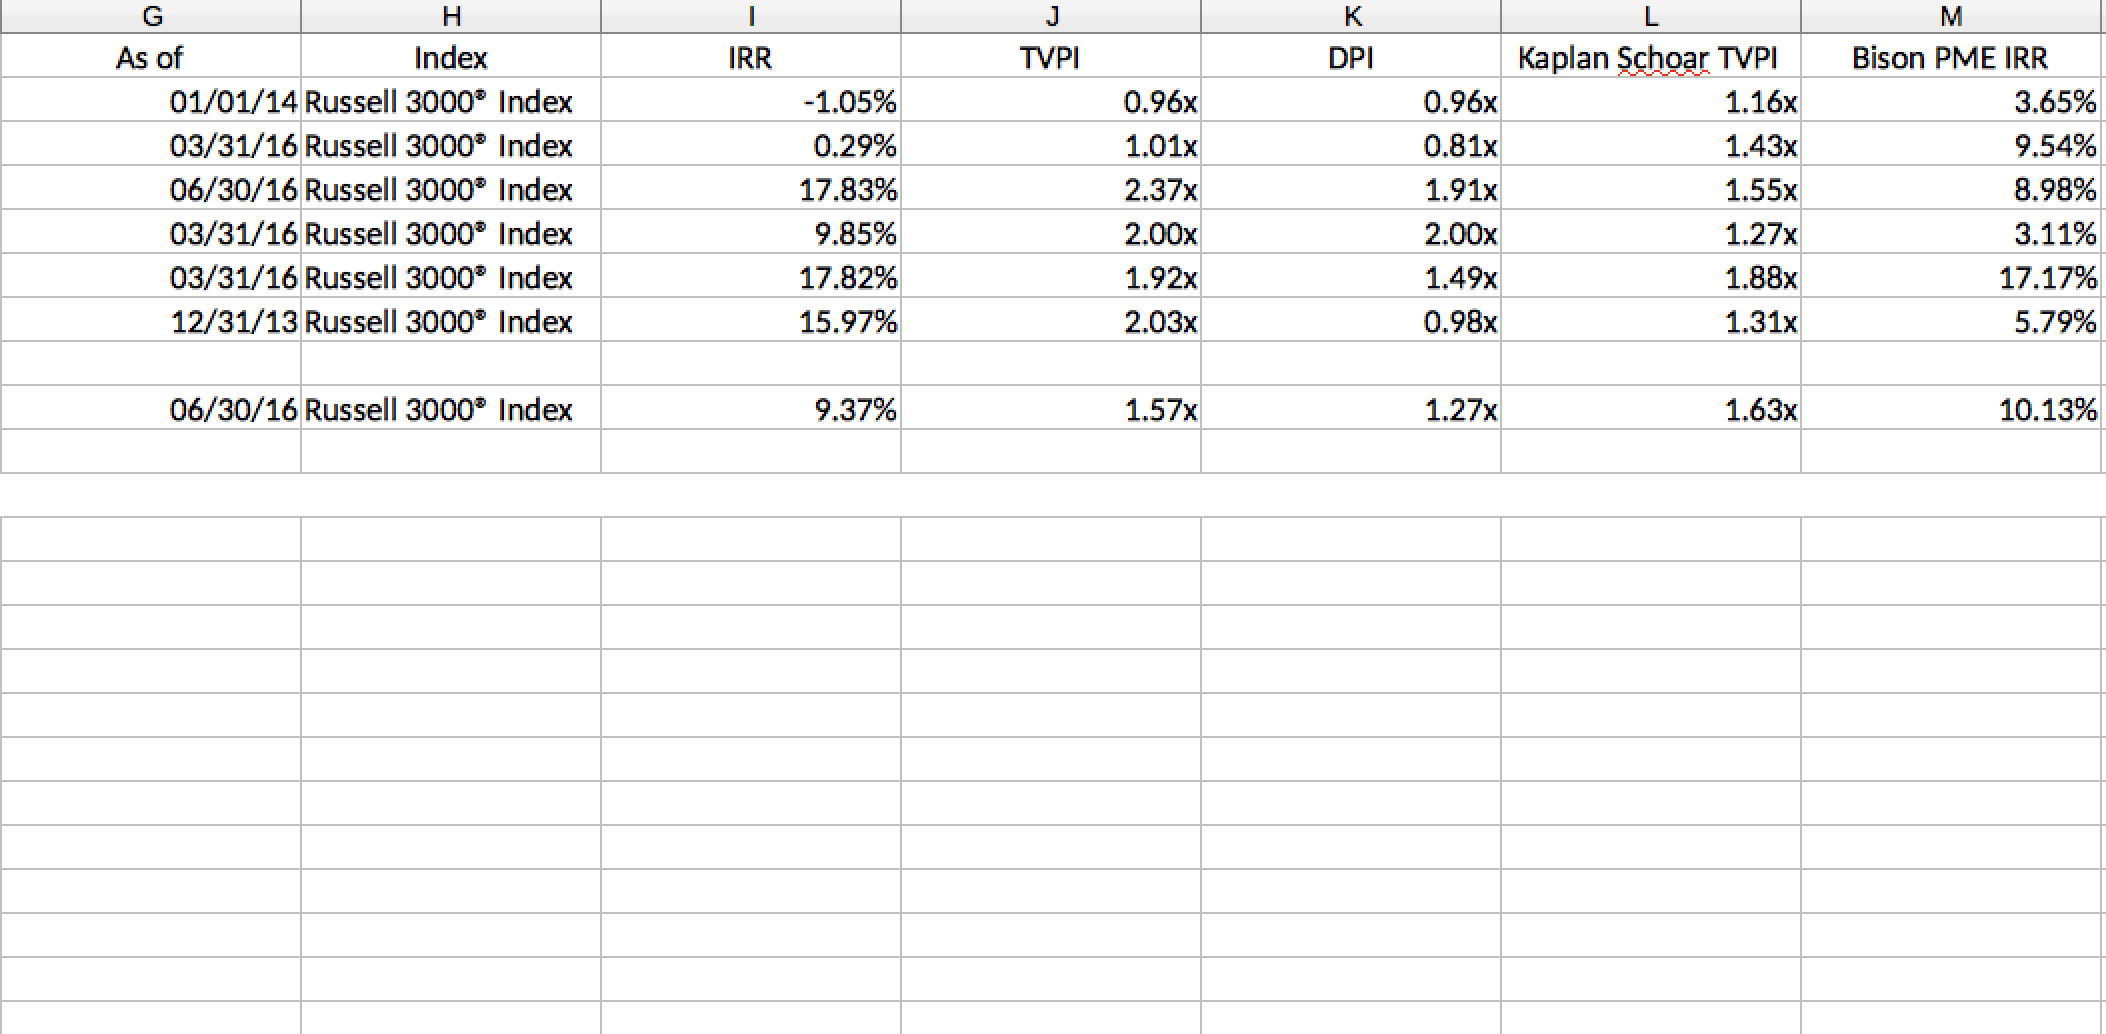 G H I J K L M
As of Index IRR TVPI DPI Kaplan Schoar TVPI Bison PME IRR
01/01/14 Russell 3000® Index -1.05% 0.96x 0.96x 1.16x 3.65%
03/31/16 Russell 3000® Index 0.29% 1.01x 0.81x 1.43x 9.54%
06/30/16 Russell 3000® Index 17.83% 2.37x 1.91x 1.55x 8.98%
03/31/16 Russell 3000® Index 9.85% 2.00x 2.00x 1.27x 3.11%
03/31/16 Russell 3000® Index 17.82% 1.92x 1.49x 1.88x 17.17%
12/31/13 Russell 3000® Index 15.97% 2.03x 0.98x 1.31x 5.79%
06/30/16 Russell 3000® Index 9.37% 1.57x 1.27x 1.63x 10.13%